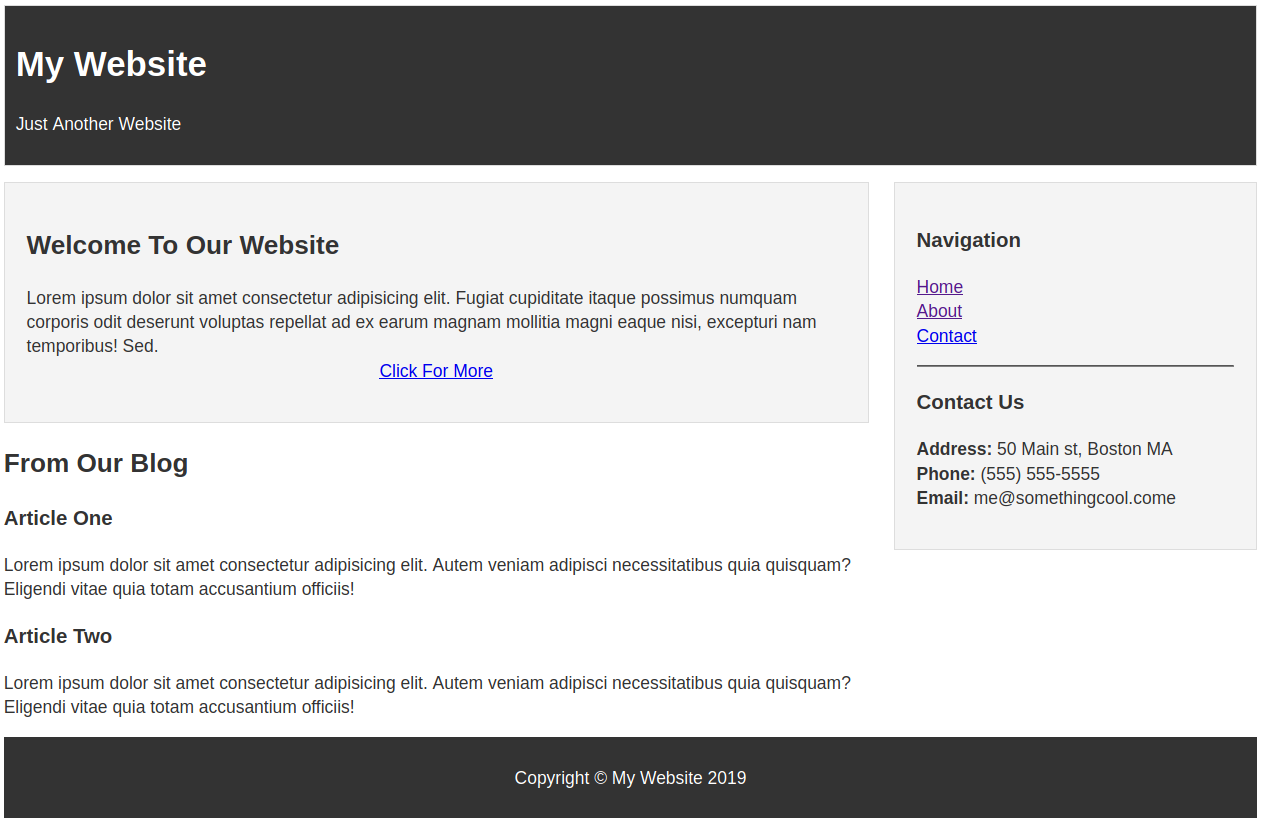 My Website
Just Another Website
Welcome To Our Website
Lorem ipsum dolor sit amet consectetur adipisicing elit. Fugiat cupiditate itaque possimus numquam
corporis odit deserunt voluptas repellat ad ex earum magnam mollitia magni eaque nisi, excepturi nam
temporibus! Sed.
Click For More
From Our Blog
Article One
Lorem ipsum dolor sit amet consectetur adipisicing elit. Autem veniam adipisci necessitatibus quia quisquam?
Eligendi vitae quia totam accusantium officiis!
Article Two
Lorem ipsum dolor sit amet consectetur adipisicing elit. Autem veniam adipisci necessitatibus quia quisquam?
Eligendi vitae quia totam accusantium officiis!
Navigation
Home
About
Contact
Contact Us
Address: 50 Main st, Boston MA
Phone: (555) 555-5555
Email: me@somethingcool.come
Copyright © My Website 2019